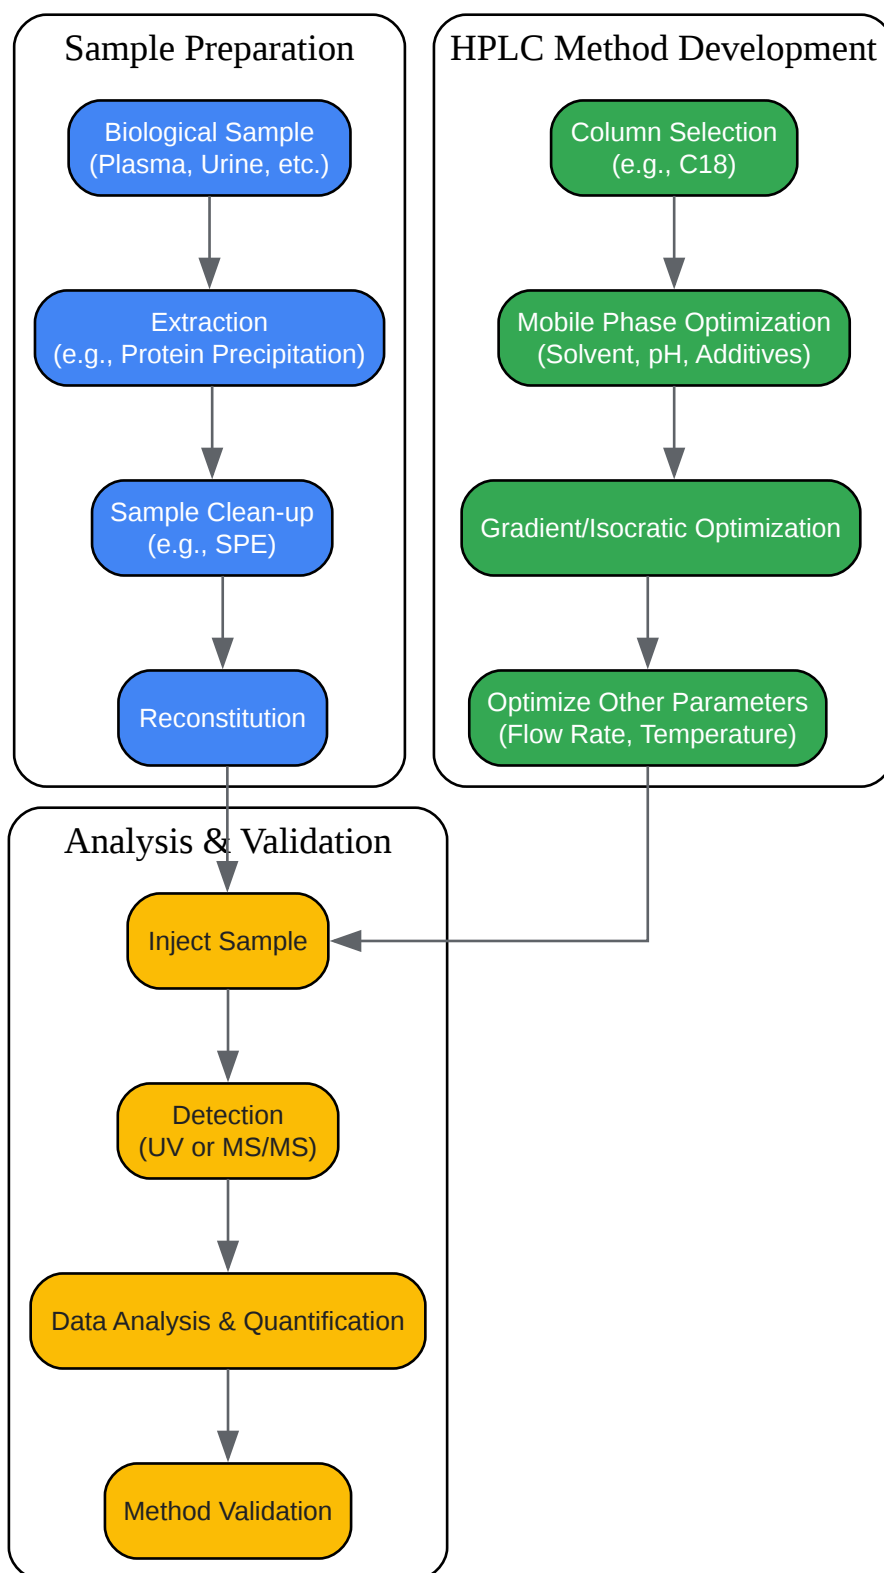 Sample Preparation
Biological Sample
(Plasma, Urine, etc.)
Extraction
(e.g., Protein Precipitation)
Sample Clean-up
(e.g., SPE)
Reconstitution
HPLC Method Development
Column Selection
(e.g., C18)
Mobile Phase Optimization
(Solvent, pH, Additives)
Gradient/Isocratic Optimization
Optimize Other Parameters
(Flow Rate, Temperature)
Analysis & Validation
Inject Sample
Detection
(UV or MS/MS)
Data Analysis & Quantification
Method Validation